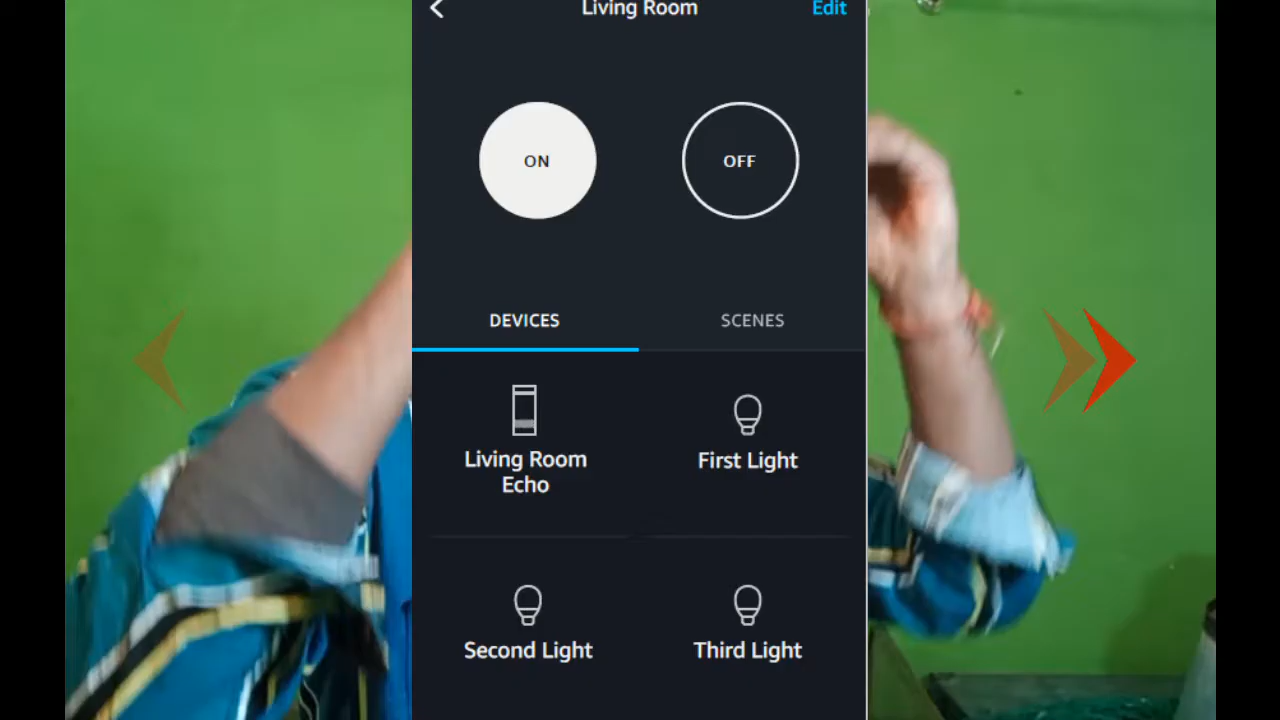 Living Room
Edit
ON
OFF
DEVICES
SCENES
Living Room
Echo
First Light
Second Light
Third Light